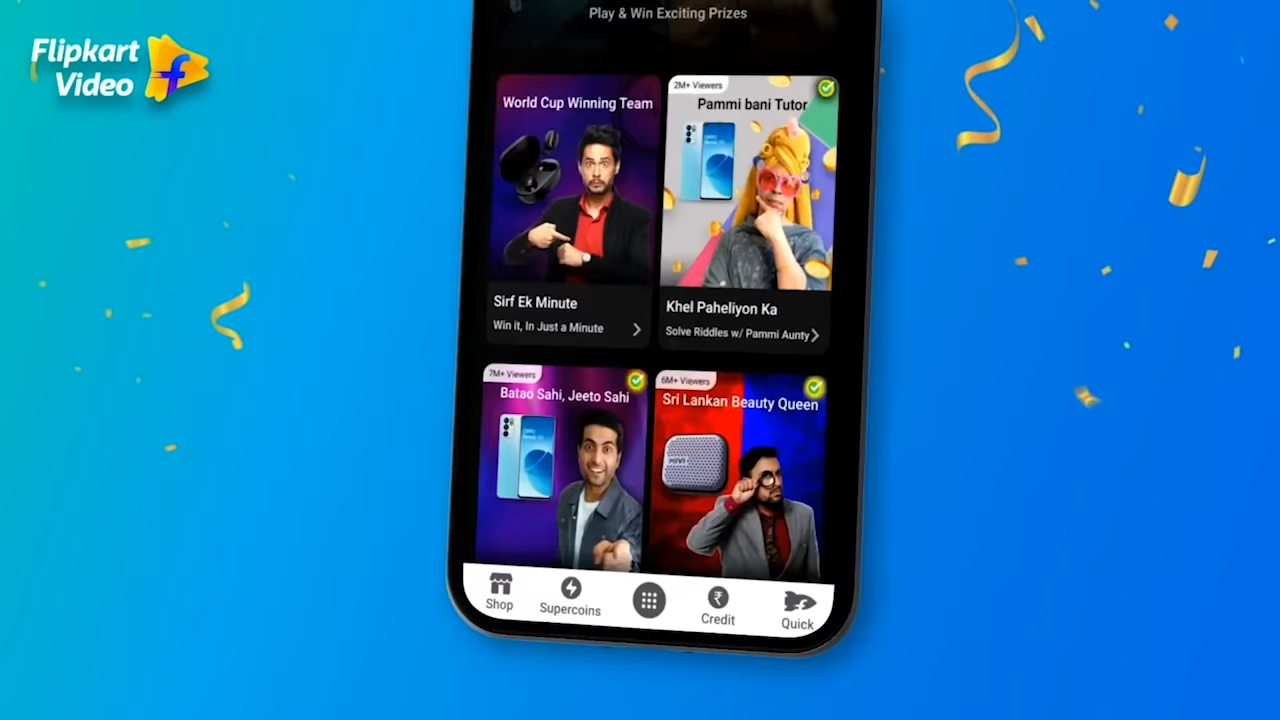 Flipkart
Video
Play & Win Exciting Prizes
World Cup Winning Team
Sirf Ek Minute
Win it, In Just a Minute
2M+ Viewers
Pammi bani Tutor
Khel Paheliyon Ka
Solve Riddles w/ Pammi Aunty
7M+ Viewers
Batao Sahi, Jeeto Sahi
6M+ Viewers
Sri Lankan Beauty Queen
MIVI
Shop
Supercoins
Credit
Quick